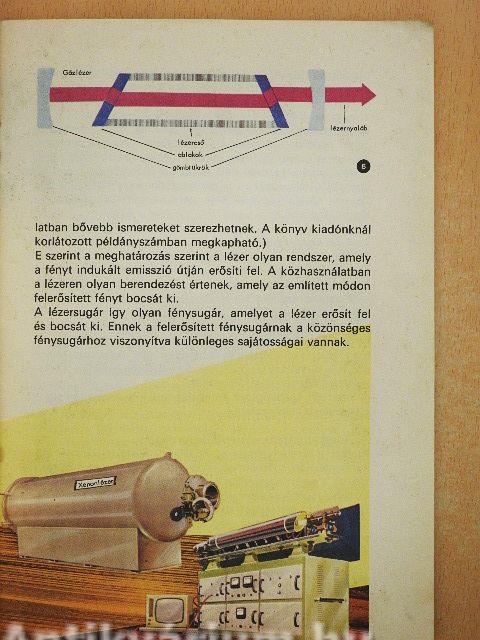 Gázlézer
lézernyaláb
lézercső
ablakok
gömbtükrök
6
latban bővebb ismereteket szerezhetnek. A könyv kiadónknál
korlátozott példányszámban megkapható.)
E szerint a meghatározás szerint a lézer olyan rendszer, amely
a fényt indukált emisszió útján erősíti fel. A közhasználatban
a lézeren olyan berendezést értenek, amely az említett módon
felerősített fényt bocsát ki.
A lézersugár így olyan fénysugár, amelyet a lézer erősít fel
és bocsát ki. Ennek a felerősített fénysugárnak a közönséges
fénysugárhoz viszonyítva különleges sajátosságai vannak.
Xenonlézer
Antikvarium.hu